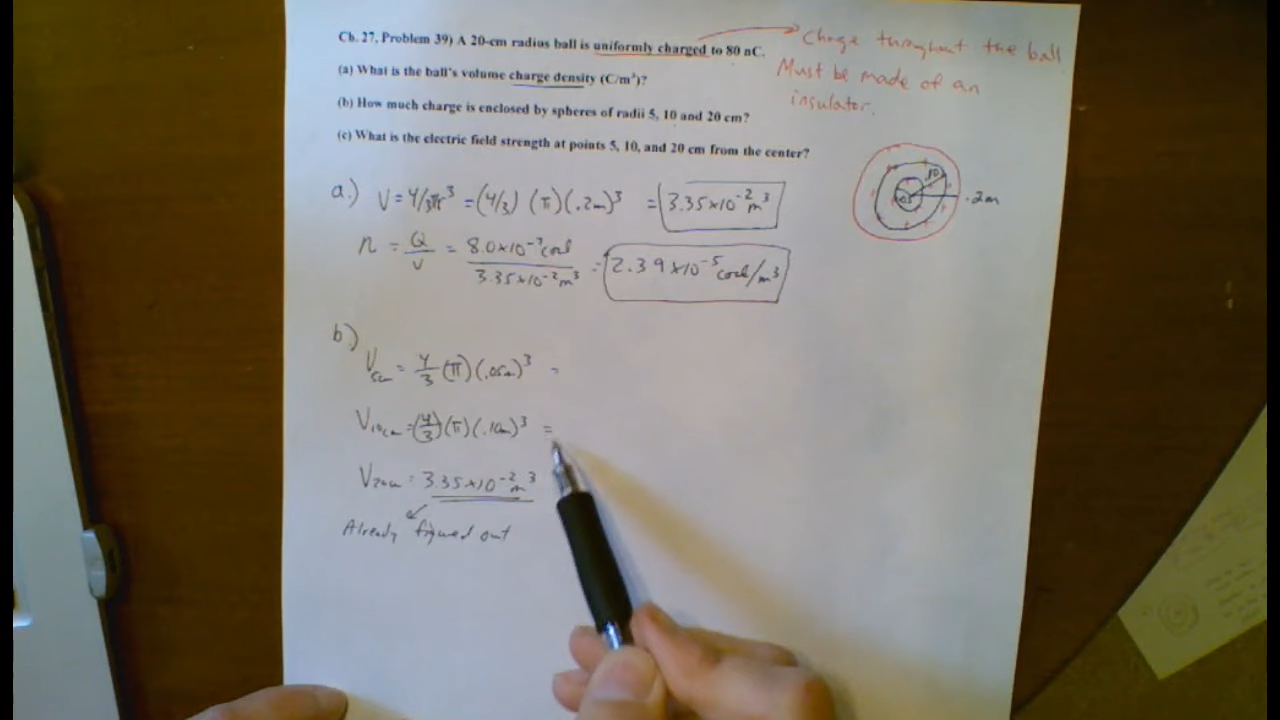 Ch. 27, Problem 39) A 20-cm radius ball is uniformly charged to 80 nC.
(a) What is the ball's volume charge density (C/m³)?
(b) How much charge is enclosed by spheres of radii 5, 10 and 20 cm?
(c) What is the electric field strength at points 5, 10, and 20 cm from the center?
Charge throughout the ball
Must be made of an
insulator.
10
.05
.2m
a.) V = 4/3πr³ = (4/3) (π)(.2m)³ = 3.35×10⁻² m³
n = Q/V = 8.0×10⁻⁷ coul / 3.35×10⁻² m³ = 2.39×10⁻⁵ coul/m³
b.)
V5cm = 4/3 (π)(.05m)³ =
V10cm = (4/3)(π)(.10m)³ =
V20cm = 3.35×10⁻² m³
Already figured out